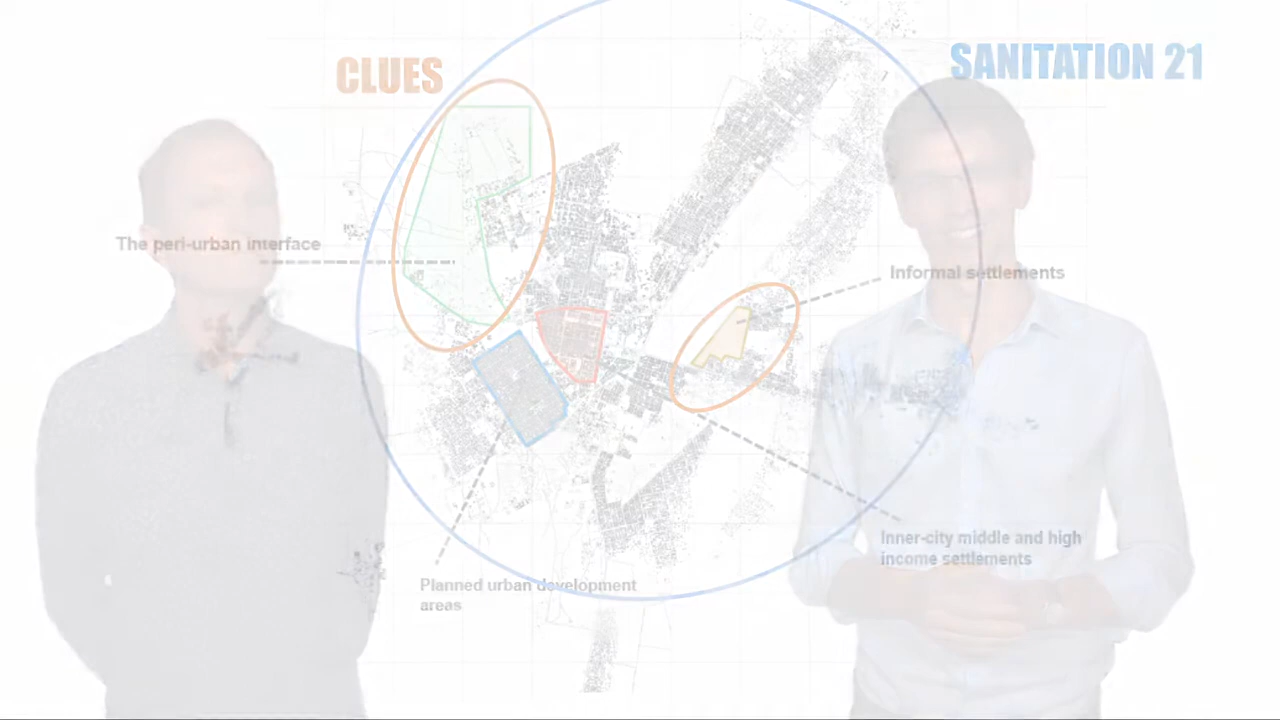 CLUES
SANITATION 21
The peri-urban interface
Informal settlements
Inner-city middle and high
income settlements
Planned urban development
areas